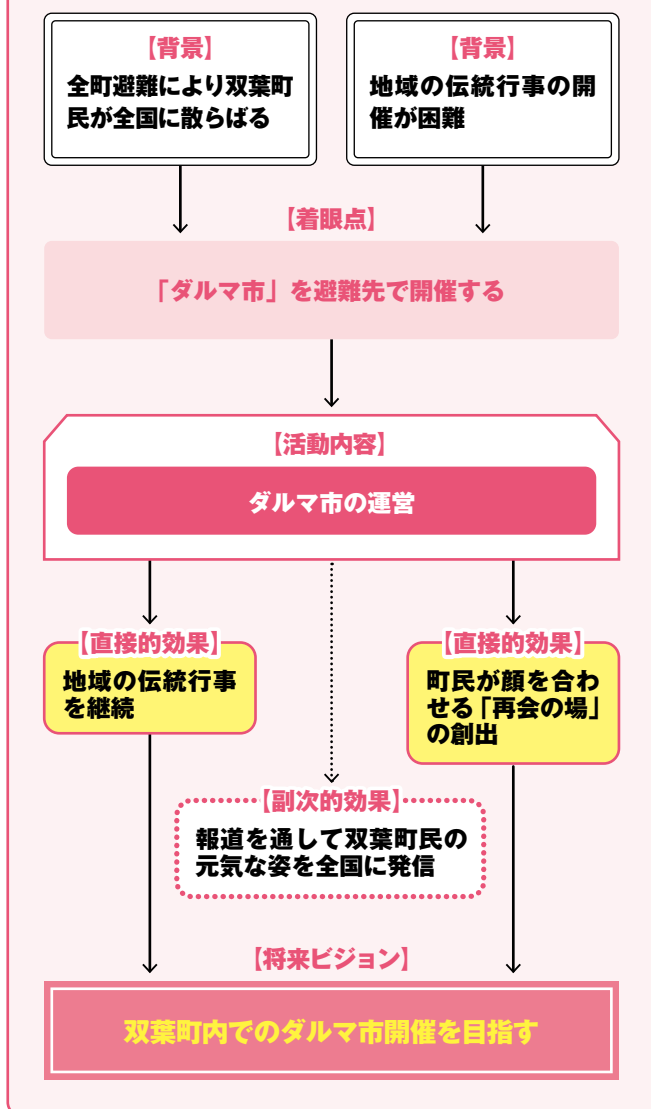 【背景】
全町避難により双葉町
民が全国に散らばる
【背景】
地域の伝統行事の開
催が困難
【着眼点】
「ダルマ市」を避難先で開催する
【活動内容】
ダルマ市の運営
【直接的効果】
地域の伝統行事
を継続
【直接的効果】
町民が顔を合わ
せる「再会の場」
の創出
【副次的効果】
報道を通して双葉町民の
元気な姿を全国に発信
【将来ビジョン】
双葉町内でのダルマ市開催を目指す